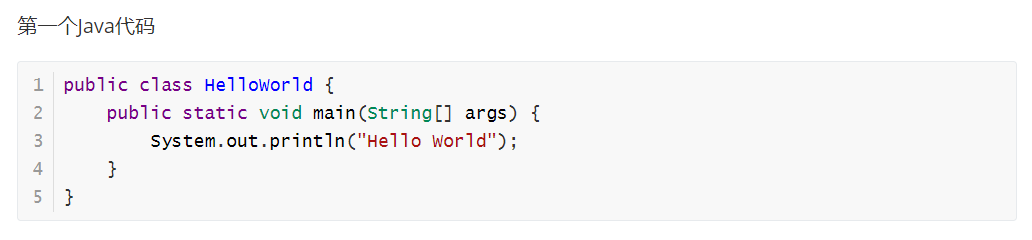 第一个Java代码
1 public class HelloWorld {
2     public static void main(String[] args) {
3         System.out.println("Hello World");
4     }
5 }